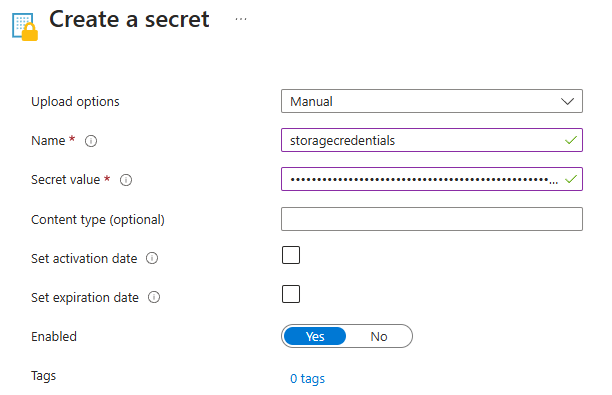 Create a secret ...
Upload options Manual
Name * storagecredentials
Secret value * ••••••••••••••••••••••••••••••••••••••••••••••••...
Content type (optional)
Set activation date
Set expiration date
Enabled Yes No
Tags 0 tags